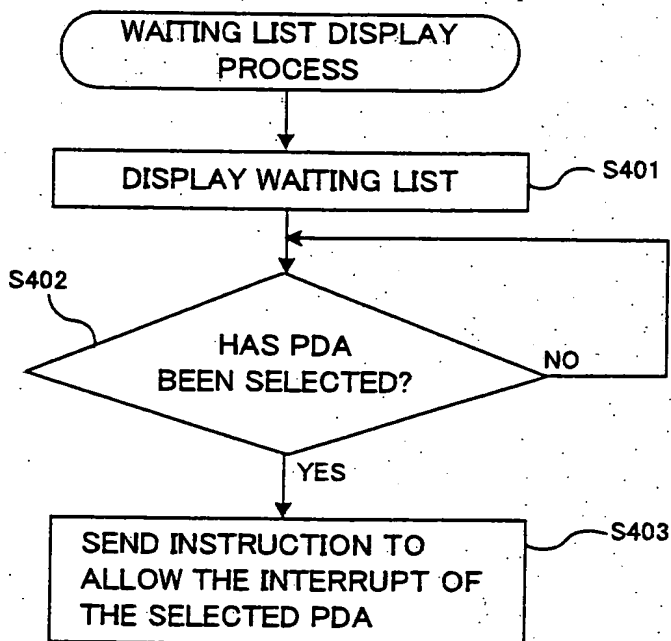 WAITING LIST DISPLAY
PROCESS
DISPLAY WAITING LIST
S401
S402
HAS PDA
BEEN SELECTED?
NO
YES
SEND INSTRUCTION TO
ALLOW THE INTERRUPT OF
THE SELECTED PDA
S403